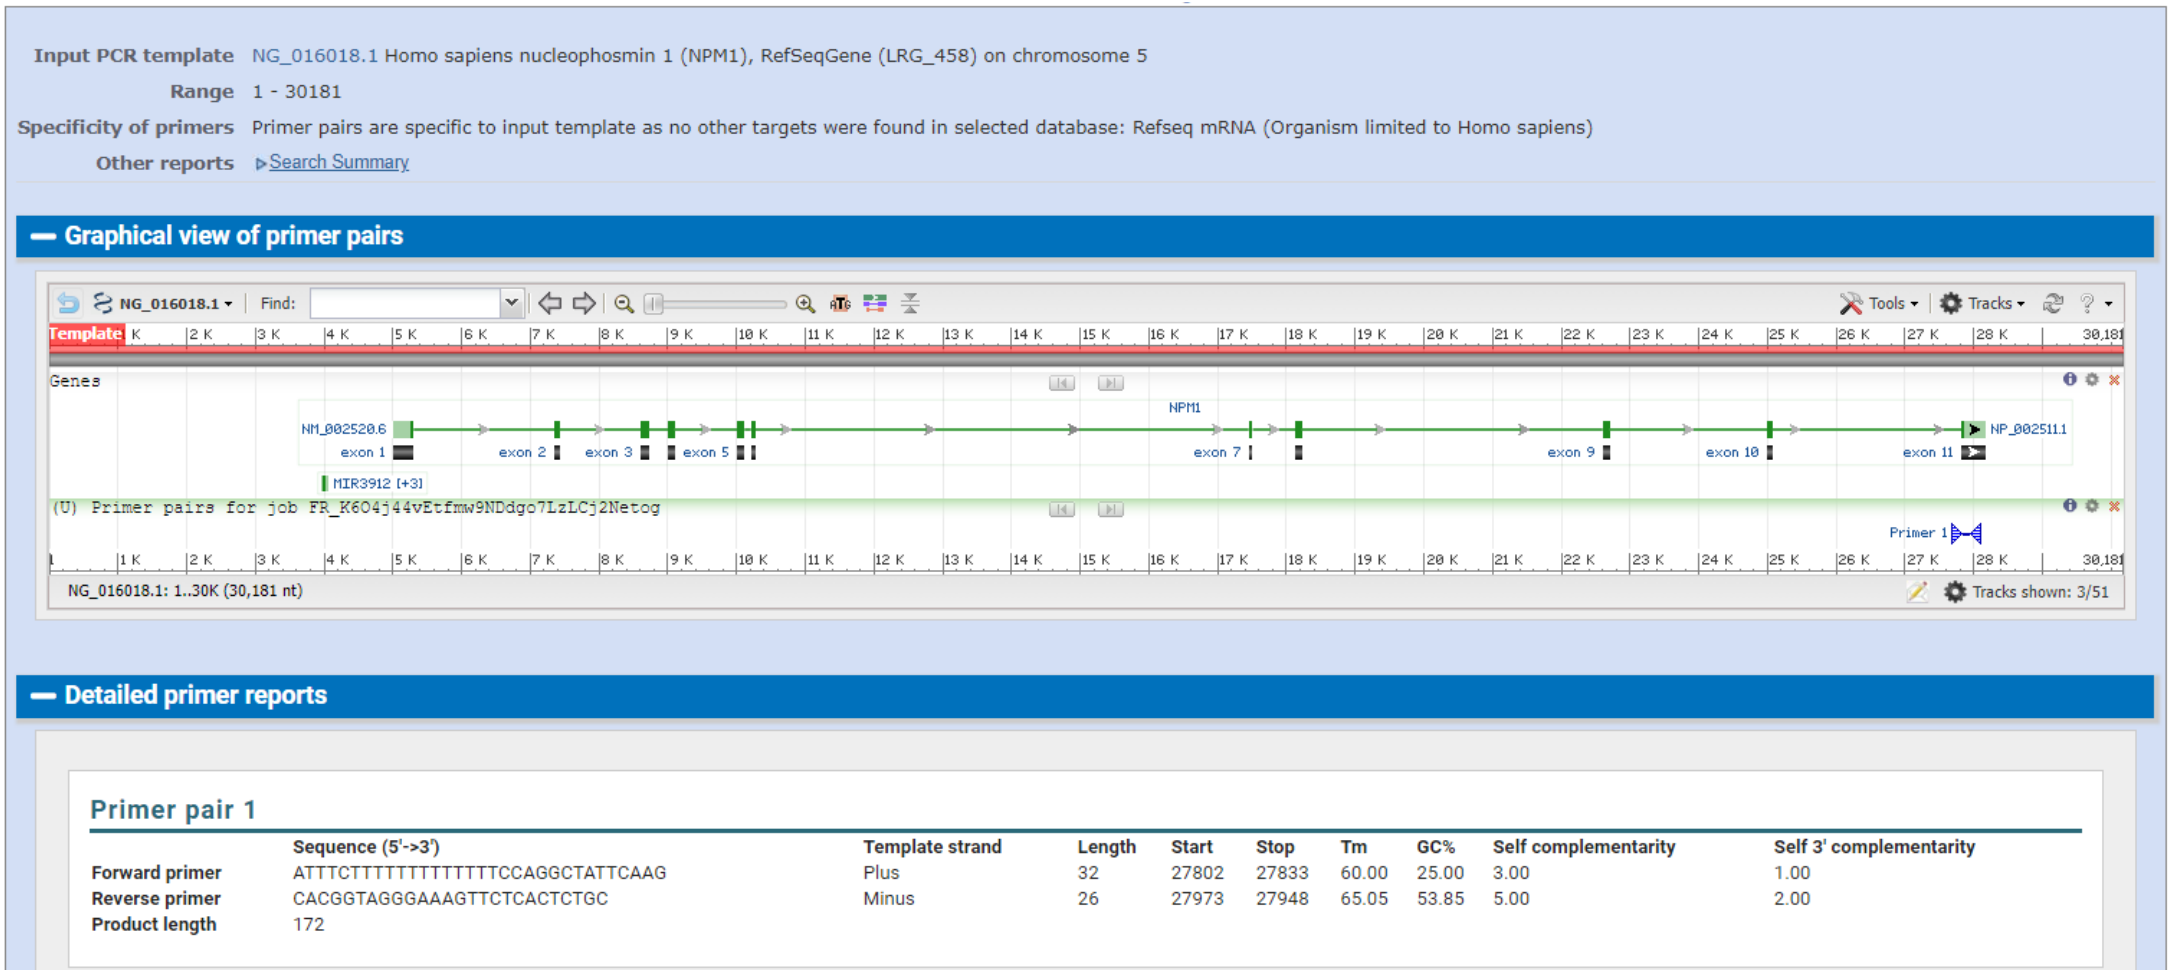 Input PCR template NG_016018.1 Homo sapiens nucleophosmin 1 (NPM1), RefSeqGene (LRG_458) on chromosome 5
Range 1 - 30181
Specificity of primers Primer pairs are specific to input template as no other targets were found in selected database: Refseq mRNA (Organism limited to Homo sapiens)
Other reports Search Summary
Graphical view of primer pairs
NG_016018.1 Find: Tools Tracks ?
Template K 2 K 3 K 4 K 5 K 6 K 7 K 8 K 9 K 10 K 11 K 12 K 13 K 14 K 15 K 16 K 17 K 18 K 19 K 20 K 21 K 22 K 23 K 24 K 25 K 26 K 27 K 28 K 30,181
Genes
NPM1
NM_002520.6 NP_002511.1
exon 1 exon 2 exon 3 exon 5 exon 7 exon 9 exon 10 exon 11
MIR3912 [+3]
(U) Primer pairs for job FR_K6O4j44vEtfmw9NDdgo7LzLCj2Netog
Primer 1
1 1 K 2 K 3 K 4 K 5 K 6 K 7 K 8 K 9 K 10 K 11 K 12 K 13 K 14 K 15 K 16 K 17 K 18 K 19 K 20 K 21 K 22 K 23 K 24 K 25 K 26 K 27 K 28 K 30,181
NG_016018.1: 1..30K (30,181 nt) Tracks shown: 3/51
Detailed primer reports
Primer pair 1
Sequence (5'->3') Template strand Length Start Stop Tm GC% Self complementarity Self 3' complementarity
Forward primer ATTTCTTTTTTTTTTTTTCCAGGCTATTCAAG Plus 32 27802 27833 60.00 25.00 3.00 1.00
Reverse primer CACGGTAGGGAAAGTTCTCACTCTGC Minus 26 27973 27948 65.05 53.85 5.00 2.00
Product length 172